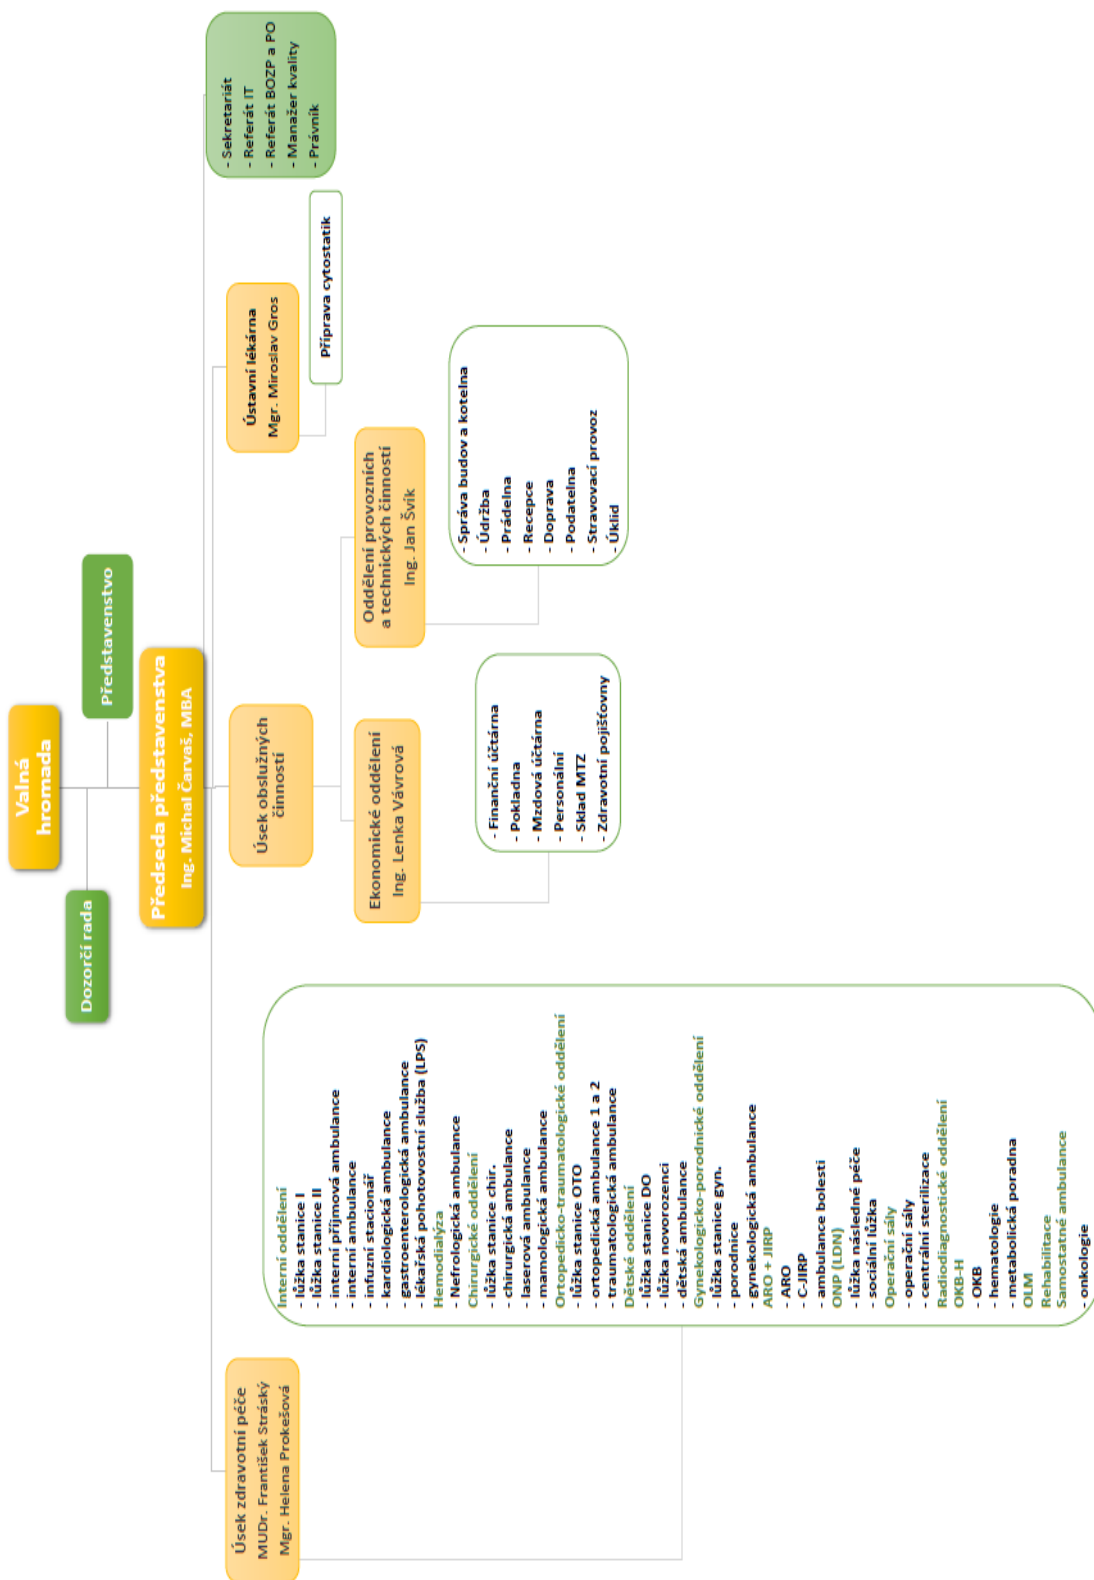 Valná
hromada
Dozorčí rada
Představenstvo
Předseda představenstva
Ing. Michal Čarvaš, MBA
- Sekretariát
- Referát IT
- Referát BOZP a PO
- Manažer kvality
- Právník
Úsek zdravotní péče
MUDr. František Stráský
Mgr. Helena Prokešová
Úsek obslužných
činností
Ústavní lékárna
Mgr. Miroslav Gros
Příprava cytostatik
Ekonomické oddělení
Ing. Lenka Vávrová
Oddělení provozních
a technických činností
Ing. Jan Švik
Interní oddělení
- lůžka stanice I
- lůžka stanice II
- interní příjmová ambulance
- interní ambulance
- infuzní stacionář
- kardiologická ambulance
- gastroenterologická ambulance
- lékařská pohotovostní služba (LPS)
Hemodialýza
- Nefrologická ambulance
Chirurgické oddělení
- lůžka stanice chir.
- chirurgická ambulance
- laserová ambulance
- mamologická ambulance
Ortopedicko-traumatologické oddělení
- lůžka stanice OTO
- ortopedická ambulance 1 a 2
- traumatologická ambulance
Dětské oddělení
- lůžka stanice DO
- lůžka novorozenci
- dětská ambulance
Gynekologicko-porodnické oddělení
- lůžka stanice gyn.
- porodnice
- gynekologická ambulance
ARO + JIRP
- ARO
- C-JIRP
- ambulance bolesti
ONP (LDN)
- lůžka následné péče
- sociální lůžka
Operační sály
- operační sály
- centrální sterilizace
Radiodiagnostické oddělení
OKB-H
- OKB
- hematologie
- metabolická poradna
OLM
Rehabilitace
Samostatné ambulance
- onkologie
- Finanční účtárna
- Pokladna
- Mzdová účtárna
- Personální
- Sklad MTZ
- Zdravotní pojišťovny
- Správa budov a kotelna
- Údržba
- Prádelna
- Recepce
- Doprava
- Podatelna
- Stravovací provoz
- Úklid